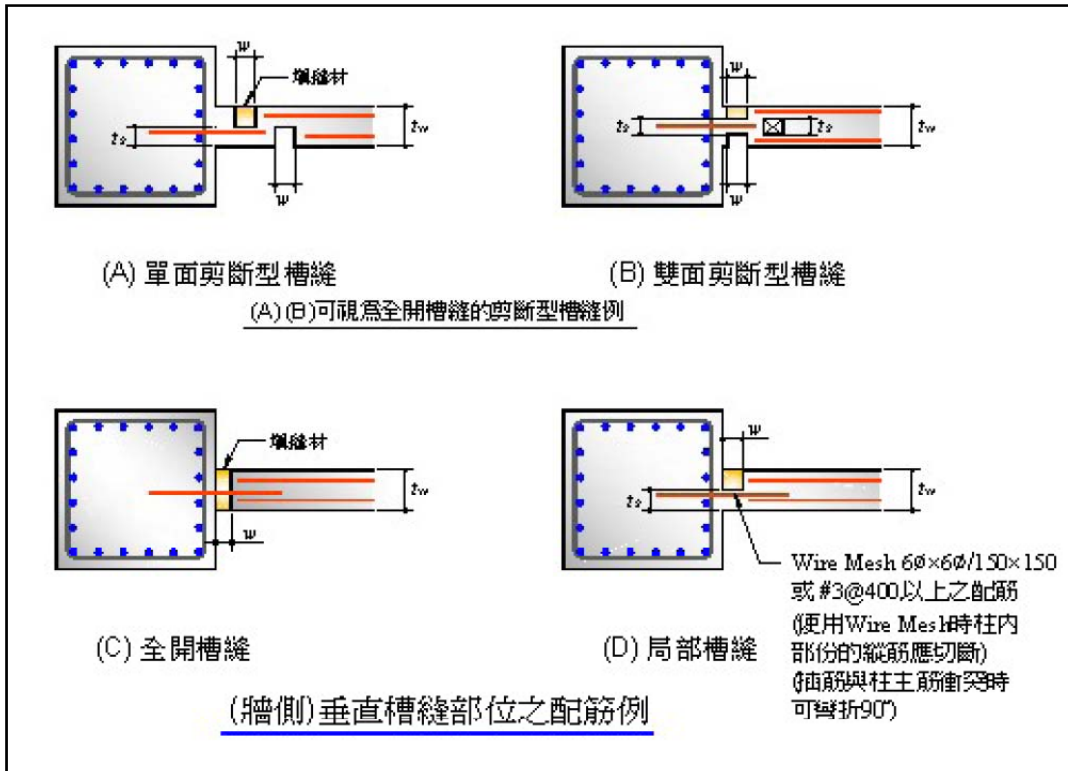 w
填縫材
ts
tw
w
(A) 單面剪斷型槽縫
w
ts
ts
tw
w
(B) 雙面剪斷型槽縫
(A)(B)可視為全開槽縫的剪斷型槽縫例
填縫材
tw
w
(C) 全開槽縫
w
ts
tw
Wire Mesh 6ø×6ø/150×150
或 #3@400以上之配筋
(使用Wire Mesh時柱內
部份的縱筋應切斷)
(插筋與柱主筋衝突時
可彎折90°)
(D) 局部槽縫
(牆側)垂直槽縫部位之配筋例